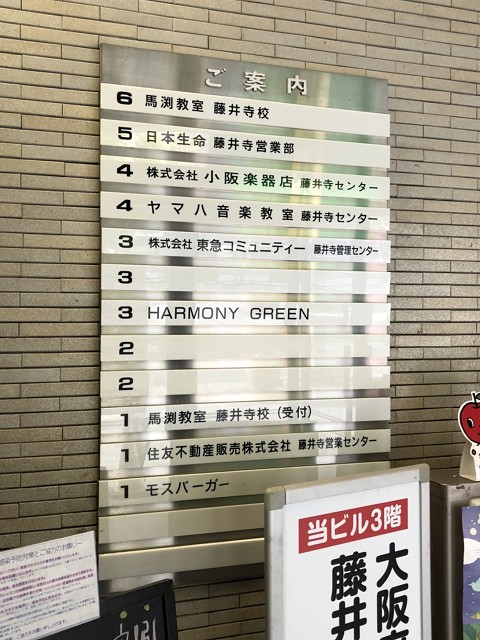 ご案内
6 馬渕教室 藤井寺校
5 日本生命 藤井寺営業部
4 株式会社 小阪楽器店 藤井寺センター
4 ヤマハ音楽教室 藤井寺センター
3 株式会社 東急コミュニティー 藤井寺管理センター
3
3 HARMONY GREEN
2
2
1 馬渕教室 藤井寺校（受付）
1 住友不動産販売株式会社 藤井寺営業センター
1 モスバーガー
当ビル3階
大阪
藤井